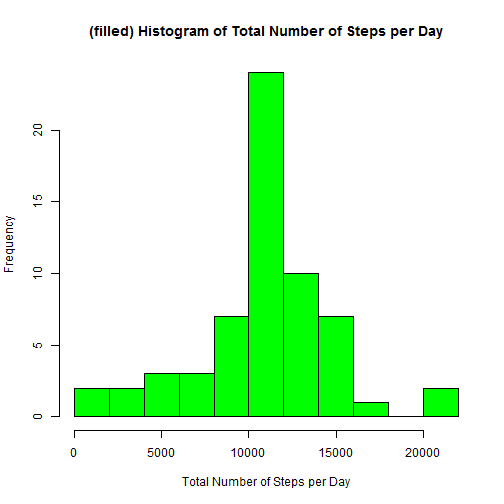 (filled) Histogram of Total Number of Steps per Day
Frequency
20
15
10
5
0
0 5000 10000 15000 20000
Total Number of Steps per Day